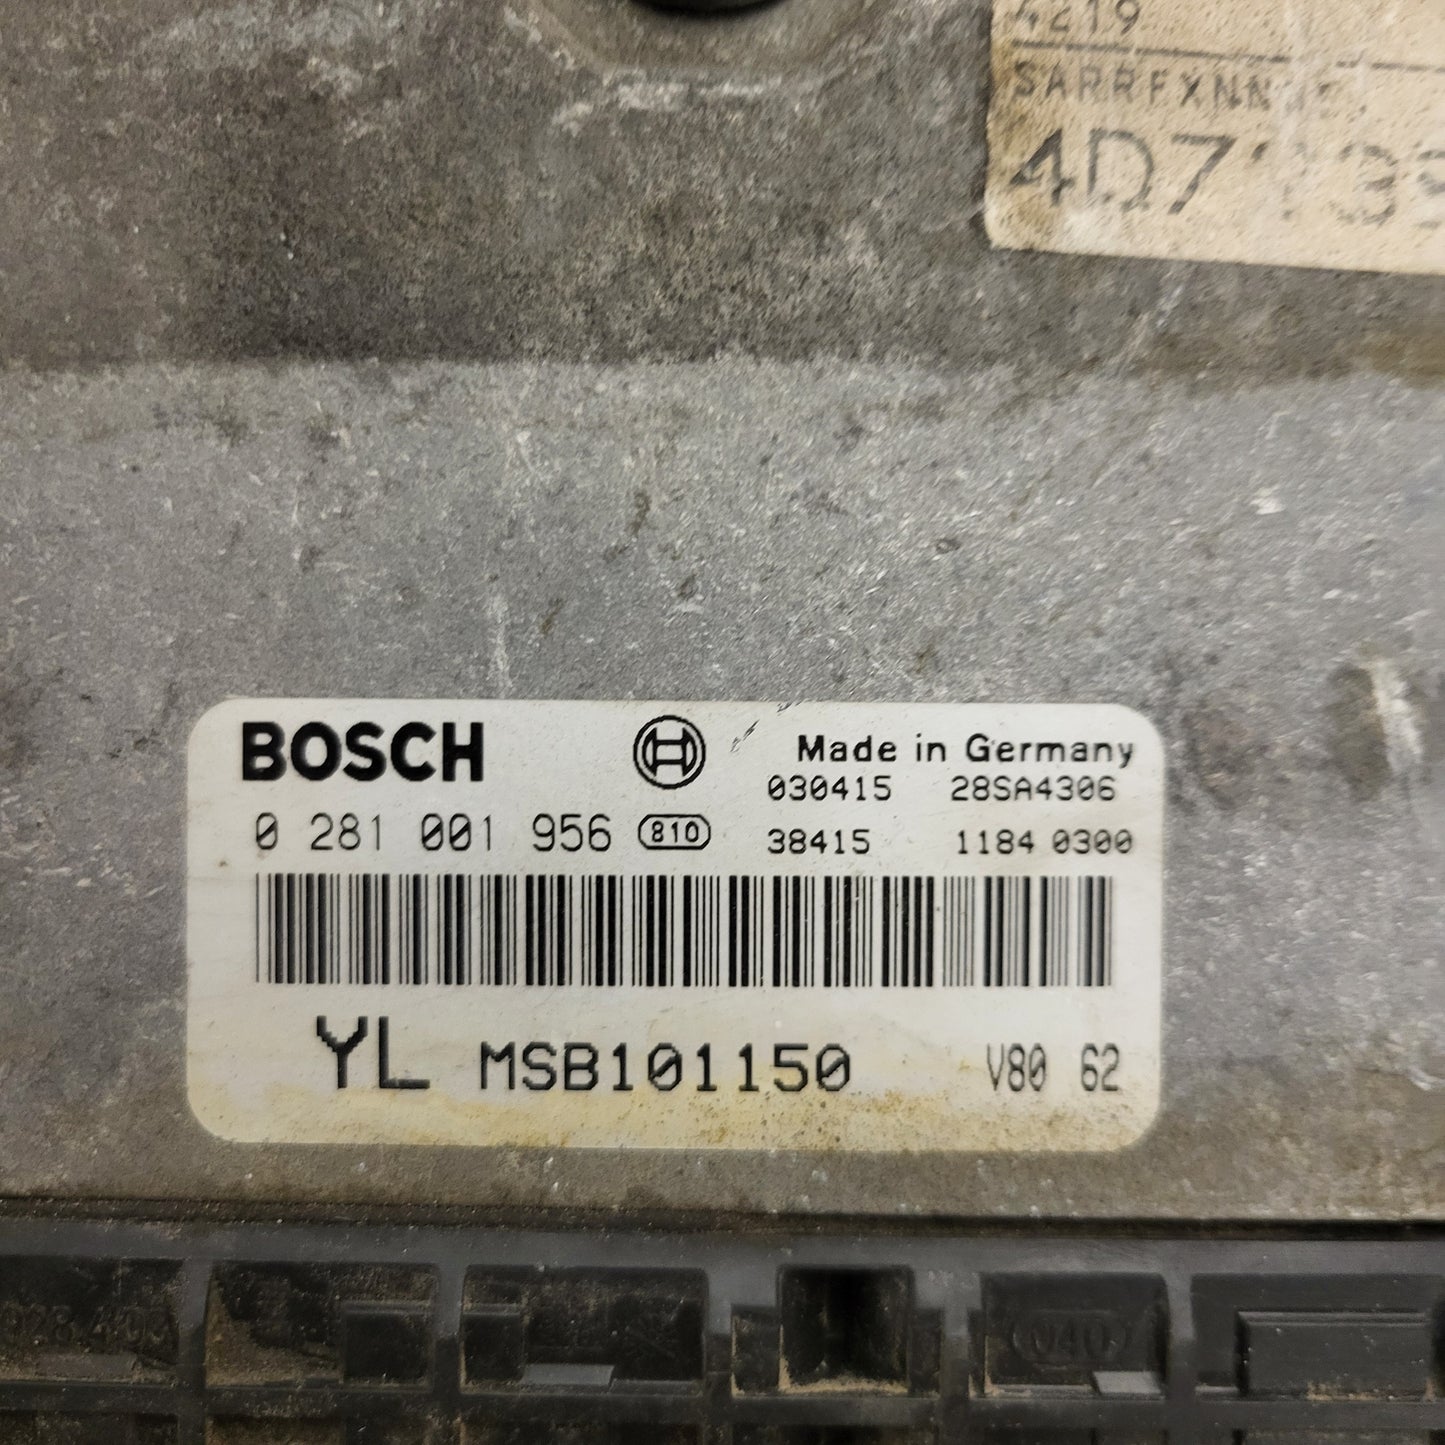 4219
SARRFXNN
4D7
BOSCH Made in Germany
030415 28SA4306
0 281 001 956 810 38415 1184 0300
YL MSB101150 V80 62